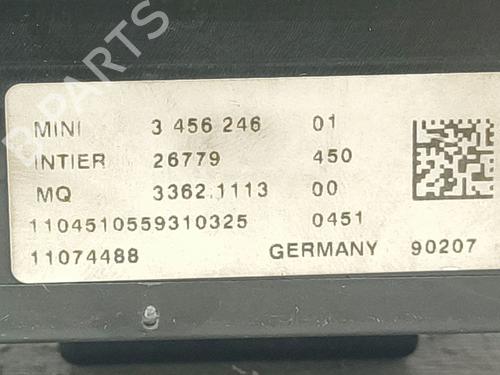 B-PARTS
MINI 3 456 246 01
INTIER 26779 450
MQ 3362.1113 00
1104510559310325 0451
11074488 GERMANY 90207